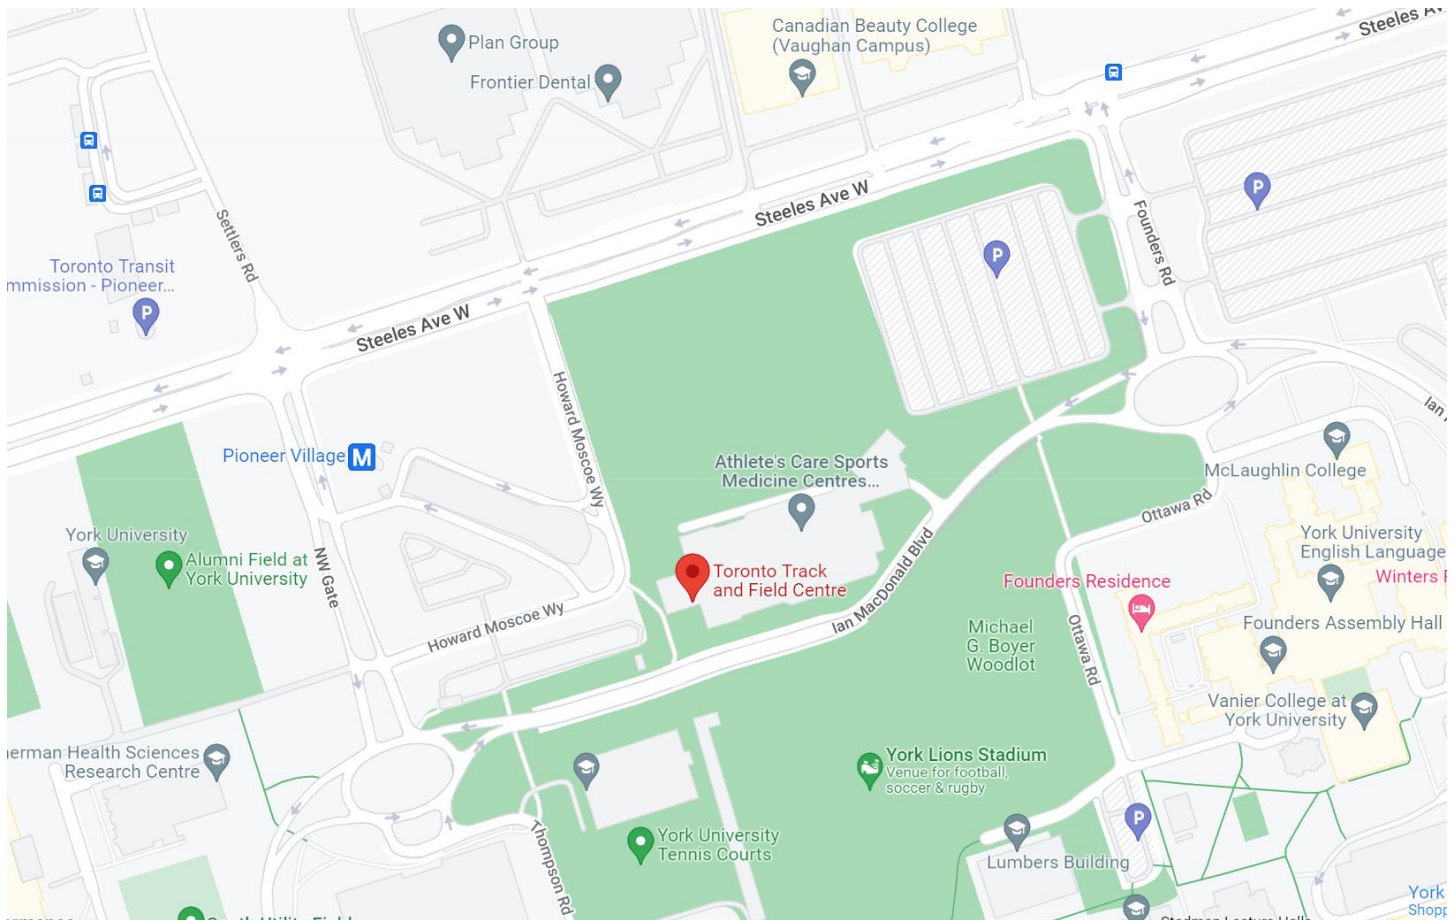 Plan Group
Frontier Dental
Canadian Beauty College
(Vaughan Campus)
Steeles Av
Settlers Rd
Toronto Transit
mmission - Pioneer...
P
Steeles Ave W
Steeles Ave W
Founders Rd
P
P
Howard Moscoe Wy
Pioneer Village
M
Athlete's Care Sports
Medicine Centres...
McLaughlin College
Ian
Ottawa Rd
York University
Alumni Field at
York University
NW Gate
York University
English Language
Winters
Toronto Track
and Field Centre
Founders Residence
Ian MacDonald Blvd
Howard Moscoe Wy
Michael
G. Boyer
Woodlot
Ottawa Rd
Founders Assembly Hall
Vanier College at
York University
herman Health Sciences
Research Centre
York Lions Stadium
Venue for football,
soccer & rugby
York University
Tennis Courts
Thompson Rd
P
Lumbers Building
York
Shopp